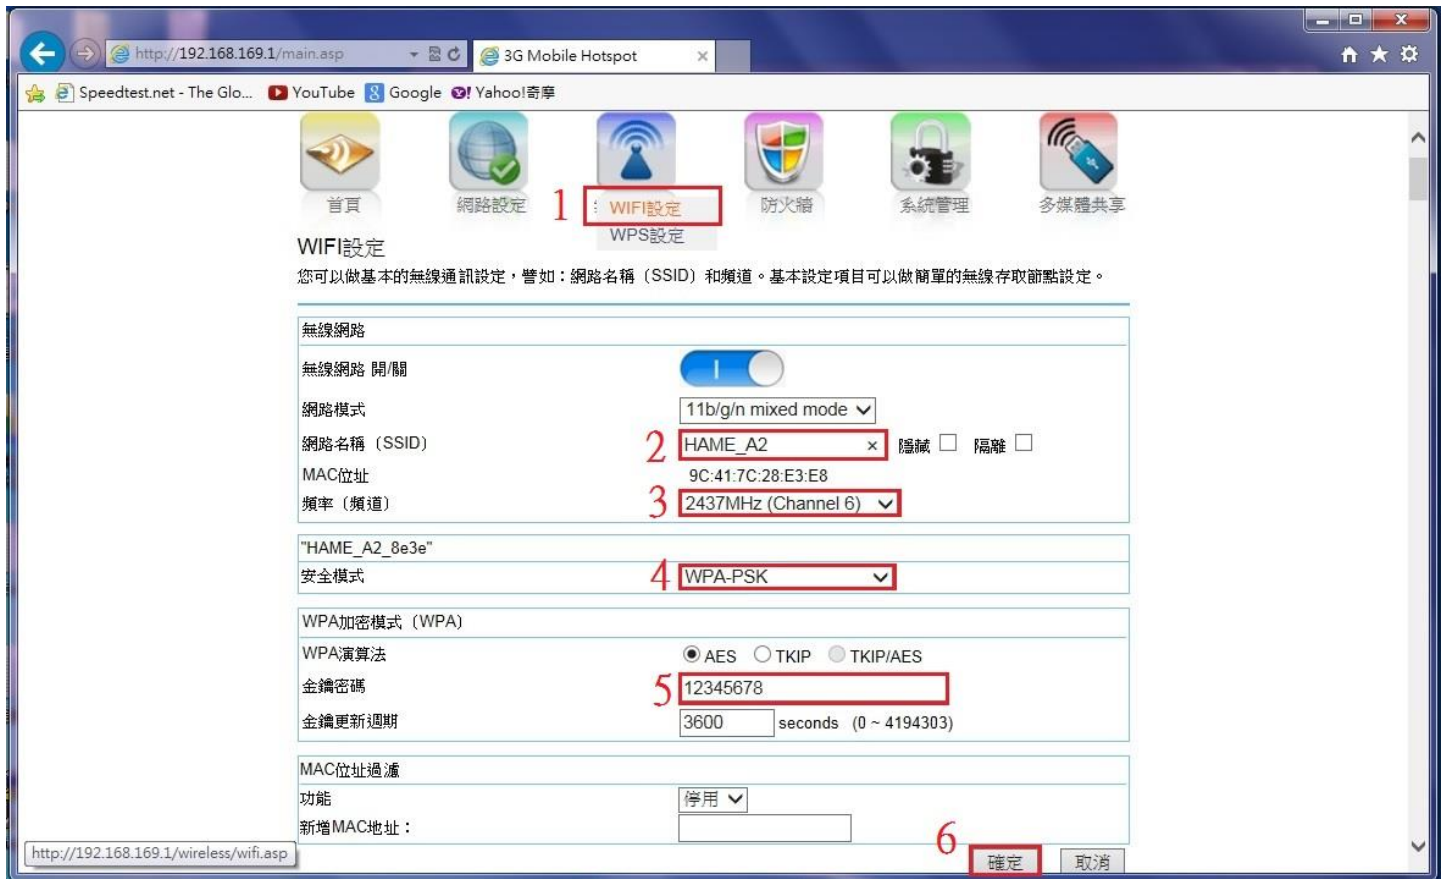 http://192.168.169.1/main.asp 3G Mobile Hotspot
Speedtest.net - The Glo... YouTube Google Yahoo!奇摩
首頁 網路設定 防火牆 系統管理 多媒體共享
1 WIFI設定
WPS設定
WIFI設定
您可以做基本的無線通訊設定，譬如：網路名稱（SSID）和頻道。基本設定項目可以做簡單的無線存取節點設定。
無線網路
無線網路 開/關
網路模式 11b/g/n mixed mode
網路名稱（SSID） 2 HAME_A2 × 隱藏 隔離
MAC位址 9C:41:7C:28:E3:E8
頻率（頻道） 3 2437MHz (Channel 6)
"HAME_A2_8e3e"
安全模式 4 WPA-PSK
WPA加密模式（WPA）
WPA演算法 AES TKIP TKIP/AES
金鑰密碼 5 12345678
金鑰更新週期 3600 seconds (0 ~ 4194303)
MAC位址過濾
功能 停用
新增MAC地址：
http://192.168.169.1/wireless/wifi.asp 6 確定 取消